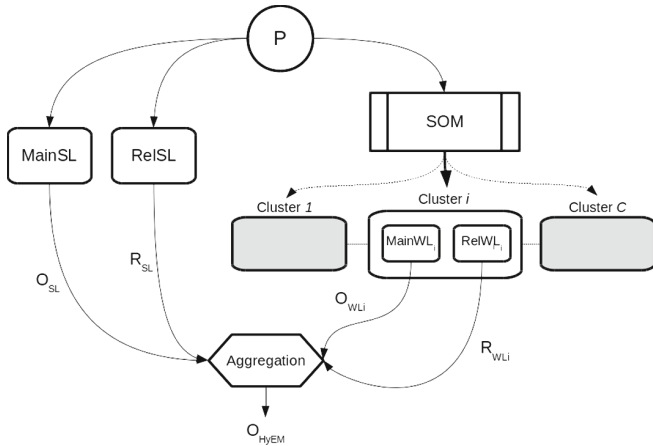 P
SOM
MainSL
RelSL
Cluster 1
Cluster i
Cluster C
MainWLi
RelWLi
OSL
RSL
OWLi
RWLi
Aggregation
OHyEM